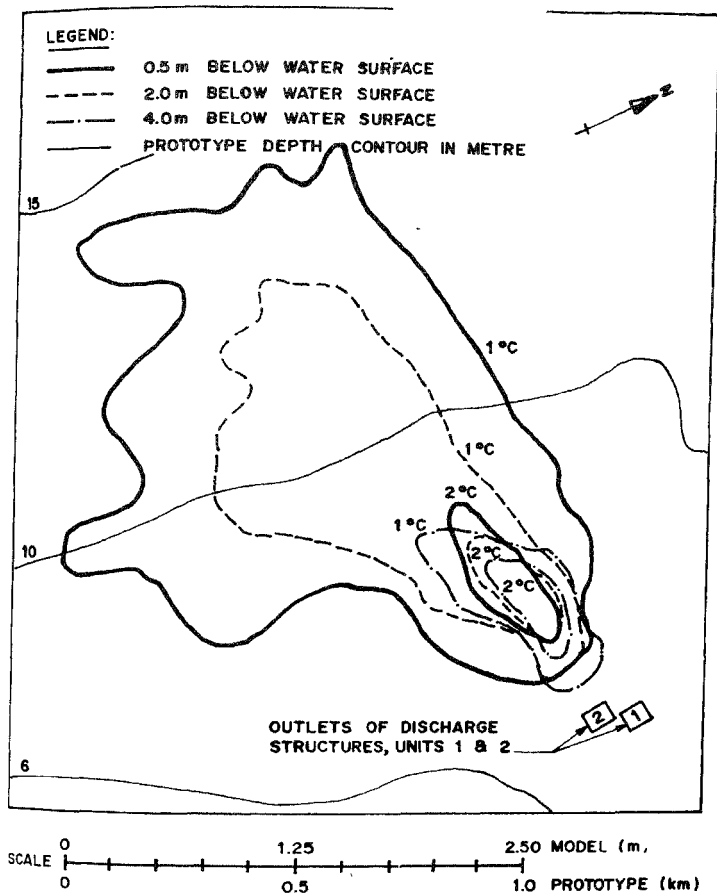 LEGEND:
0.5 m BELOW WATER SURFACE
2.0 m BELOW WATER SURFACE
4.0 m BELOW WATER SURFACE
PROTOTYPE DEPTH CONTOUR IN METRE
N
15
1°C
1°C
2°C
1°C
2°C
2°C
10
OUTLETS OF DISCHARGE
STRUCTURES, UNITS 1 & 2
2
1
6
0 1.25 2.50 MODEL (m,
SCALE
0 0.5 1.0 PROTOTYPE (km)